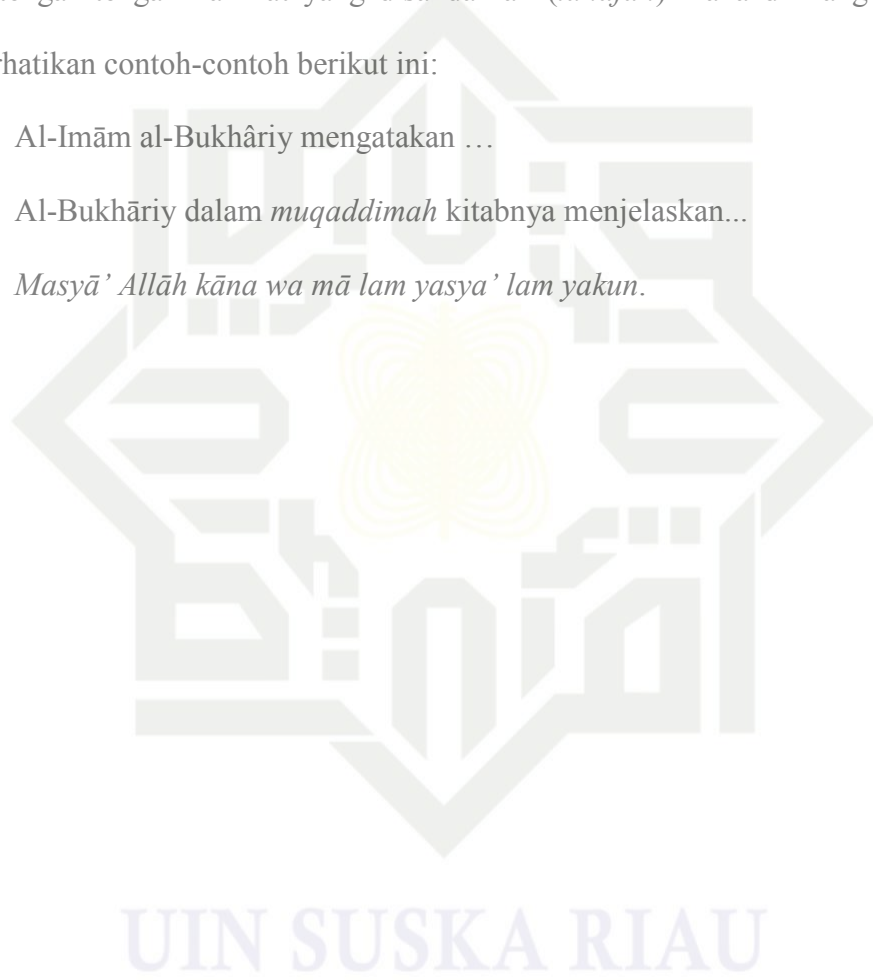 rhatikan contoh-contoh berikut ini:
Al-Imām al-Bukhâriy mengatakan …
Al-Bukhāriy dalam muqaddimah kitabnya menjelaskan...
Masyā’ Allāh kāna wa mā lam yasya’ lam yakun.
UIN SUSKA RIAU